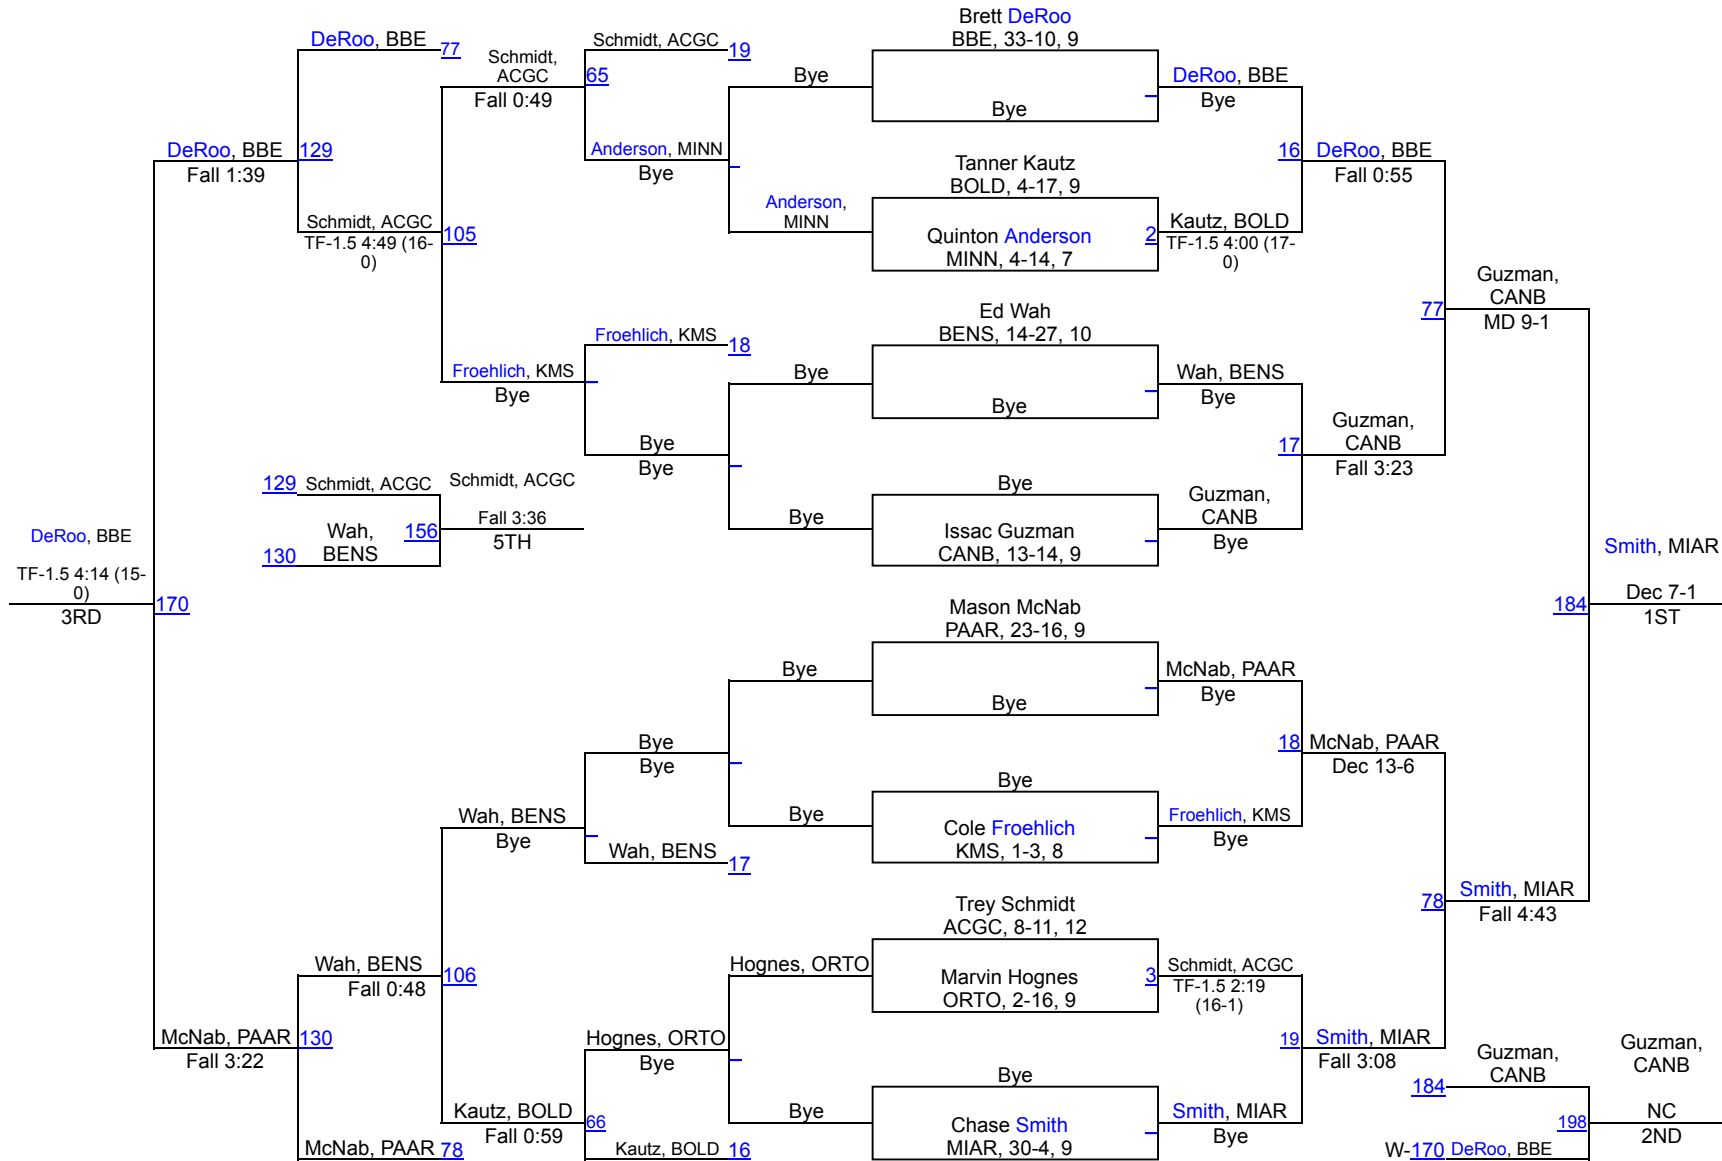 Brett DeRoo
BBE, 33-10, 9
DeRoo, BBE
77
Schmidt,
ACGC
Fall 0:49
Schmidt, ACGC
19
65
Bye
Bye
DeRoo, BBE
Bye
DeRoo, BBE
Fall 1:39
129
Anderson, MINN
Bye
Tanner Kautz
BOLD, 4-17, 9
16
DeRoo, BBE
Fall 0:55
Schmidt, ACGC
TF-1.5 4:49 (16-
0)
105
Anderson,
MINN
Quinton Anderson
MINN, 4-14, 7
2
Kautz, BOLD
TF-1.5 4:00 (17-
0)
Guzman,
CANB
MD 9-1
77
Ed Wah
BENS, 14-27, 10
Froehlich, KMS
18
Froehlich, KMS
Bye
Bye
Bye
Wah, BENS
Bye
Bye
Bye
17
Guzman,
CANB
Fall 3:23
129
Schmidt, ACGC
Schmidt, ACGC
Wah,
BENS
156
Fall 3:36
5TH
130
Bye
Bye
Issac Guzman
CANB, 13-14, 9
Guzman,
CANB
Bye
DeRoo, BBE
TF-1.5 4:14 (15-
0)
3RD
170
Smith, MIAR
184
Dec 7-1
1ST
Mason McNab
PAAR, 23-16, 9
Bye
Bye
McNab, PAAR
Bye
Bye
Bye
18
McNab, PAAR
Dec 13-6
Wah, BENS
Bye
Bye
Bye
Cole Froehlich
KMS, 1-3, 8
Froehlich, KMS
Bye
Wah, BENS
17
Trey Schmidt
ACGC, 8-11, 12
78
Smith, MIAR
Fall 4:43
Wah, BENS
Fall 0:48
106
Hognes, ORTO
Marvin Hognes
ORTO, 2-16, 9
3
Schmidt, ACGC
TF-1.5 2:19
(16-1)
McNab, PAAR
Fall 3:22
130
Hognes, ORTO
Bye
19
Smith, MIAR
Fall 3:08
Guzman,
CANB
184
Guzman,
CANB
Kautz, BOLD
Fall 0:59
66
Bye
Bye
Chase Smith
MIAR, 30-4, 9
Smith, MIAR
Bye
198
NC
2ND
McNab, PAAR
78
Kautz, BOLD
16
W-170
DeRoo, BBE